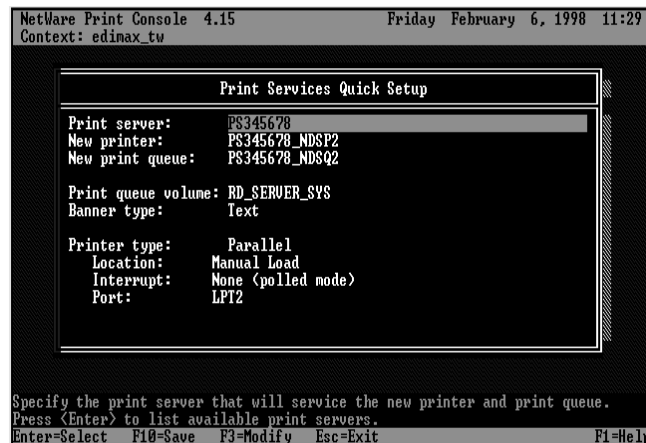 NetWare Print Console 4.15 Friday February 6, 1998 11:29
Context: edimax_tw
Print Services Quick Setup
Print server: PS345678
New printer: PS345678_NDSP2
New print queue: PS345678_NDSQ2
Print queue volume: RD_SERVER_SYS
Banner type: Text
Printer type: Parallel
Location: Manual Load
Interrupt: None (polled mode)
Port: LPT2
Specify the print server that will service the new printer and print queue.
Press <Enter> to list available print servers.
Enter=Select F10=Save F3=Modify Esc=Exit F1=Help